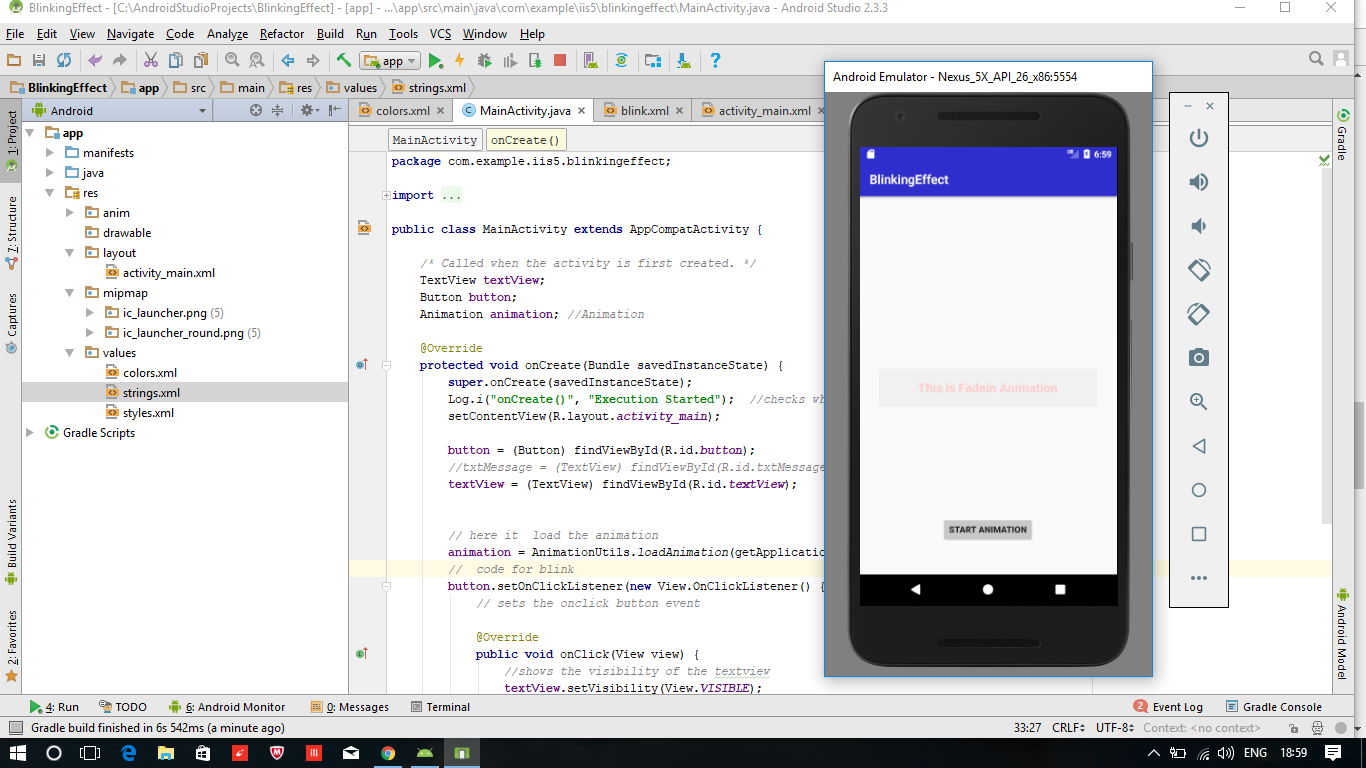 BlinkingEffect - [C:\AndroidStudioProjects\BlinkingEffect] - [app] - ...\app\src\main\java\com\example\iis5\blinkingeffect\MainActivity.java - Android Studio 2.3.3
File Edit View Navigate Code Analyze Refactor Build Run Tools VCS Window Help
app
BlinkingEffect app src main res values strings.xml
Android
colors.xml MainActivity.java blink.xml activity_main.xml
1: Project
7: Structure
Captures
Build Variants
2: Favorites
app
manifests
java
res
anim
drawable
layout
activity_main.xml
mipmap
ic_launcher.png (5)
ic_launcher_round.png (5)
values
colors.xml
strings.xml
styles.xml
Gradle Scripts
MainActivity onCreate()
package com.example.iis5.blinkingeffect;
import ...
public class MainActivity extends AppCompatActivity {
/* Called when the activity is first created. */
TextView textView;
Button button;
Animation animation; //Animation
@Override
protected void onCreate(Bundle savedInstanceState) {
super.onCreate(savedInstanceState);
Log.i("onCreate()", "Execution Started"); //checks wh
setContentView(R.layout.activity_main);
button = (Button) findViewById(R.id.button);
//txtMessage = (TextView) findViewById(R.id.txtMessage
textView = (TextView) findViewById(R.id.textView);
// here it load the animation
animation = AnimationUtils.loadAnimation(getApplicatio
// code for blink
button.setOnClickListener(new View.OnClickListener() {
// sets the onclick button event
@Override
public void onClick(View view) {
//shows the visibility of the textview
textView.setVisibility(View.VISIBLE);
Android Emulator - Nexus_5X_API_26_x86:5554
6:59
BlinkingEffect
This is Fadein Animation
START ANIMATION
Gradle
Android Model
4: Run TODO 6: Android Monitor 0: Messages Terminal 2 Event Log Gradle Console
Gradle build finished in 6s 542ms (a minute ago) 33:27 CRLF UTF-8 Context: <no context>
ENG 18:59